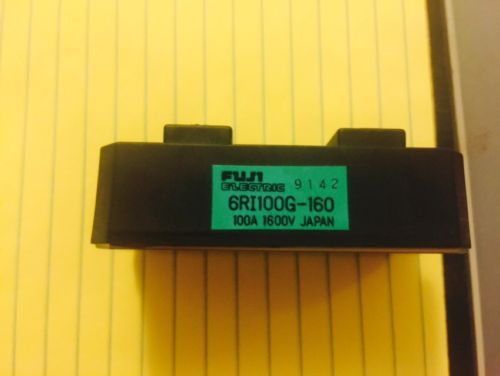 FUJI
ELECTRIC 9142
6RI100G-160
100A 1600V JAPAN